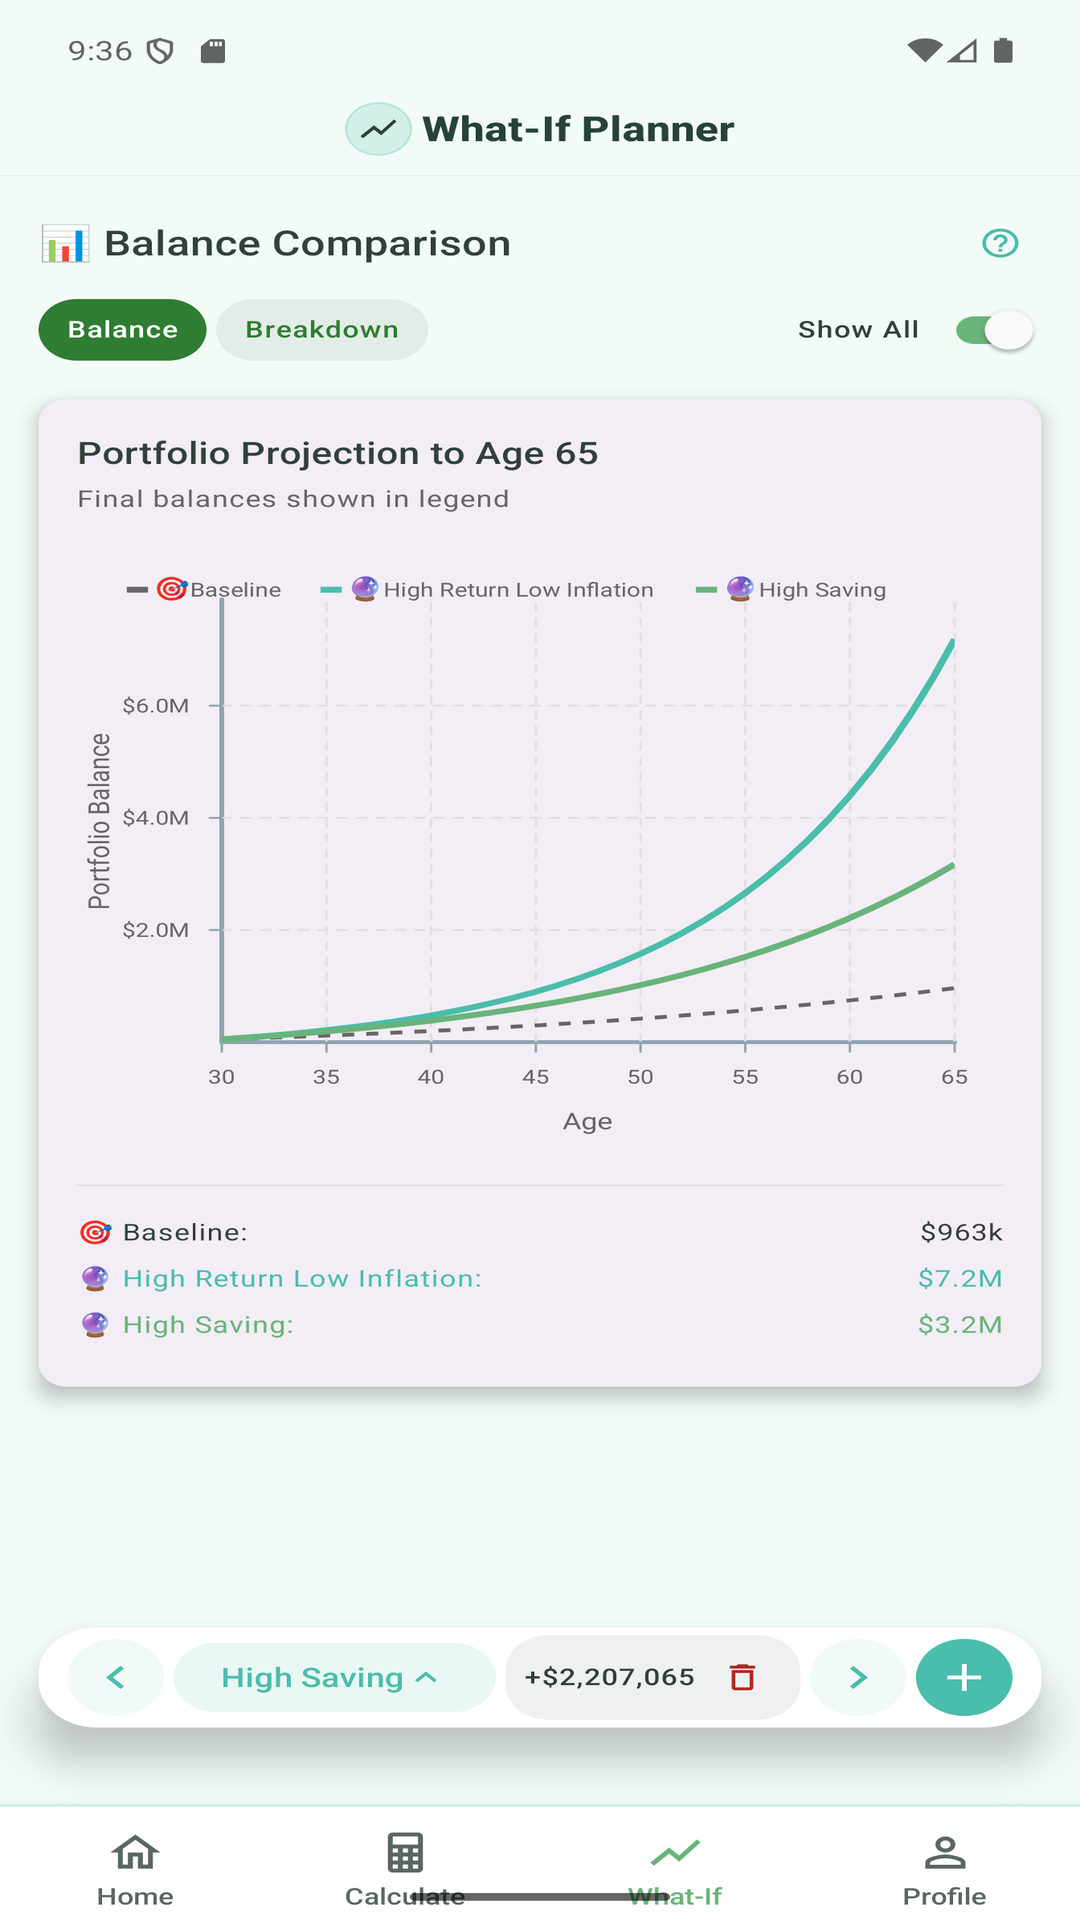 9:36
What-If Planner
Balance Comparison
Balance Breakdown Show All
Portfolio Projection to Age 65
Final balances shown in legend
Baseline High Return Low Inflation High Saving
Portfolio Balance
$6.0M
$4.0M
$2.0M
30 35 40 45 50 55 60 65
Age
Baseline: $963k
High Return Low Inflation: $7.2M
High Saving: $3.2M
High Saving +$2,207,065
Home Calculate What-If Profile